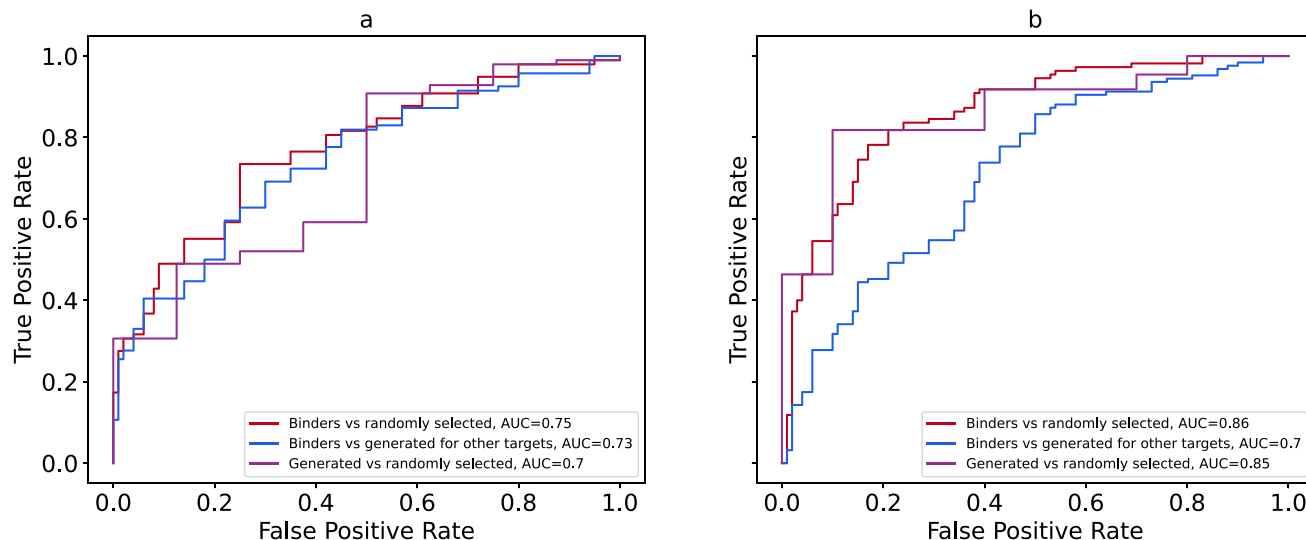 a
1.0
0.8
0.6
0.4
0.2
0.0
True Positive Rate
Binders vs randomly selected, AUC=0.75
Binders vs generated for other targets, AUC=0.73
Generated vs randomly selected, AUC=0.7
0.0 0.2 0.4 0.6 0.8 1.0
False Positive Rate
b
True Positive Rate
Binders vs randomly selected, AUC=0.86
Binders vs generated for other targets, AUC=0.7
Generated vs randomly selected, AUC=0.85
0.0 0.2 0.4 0.6 0.8 1.0
False Positive Rate